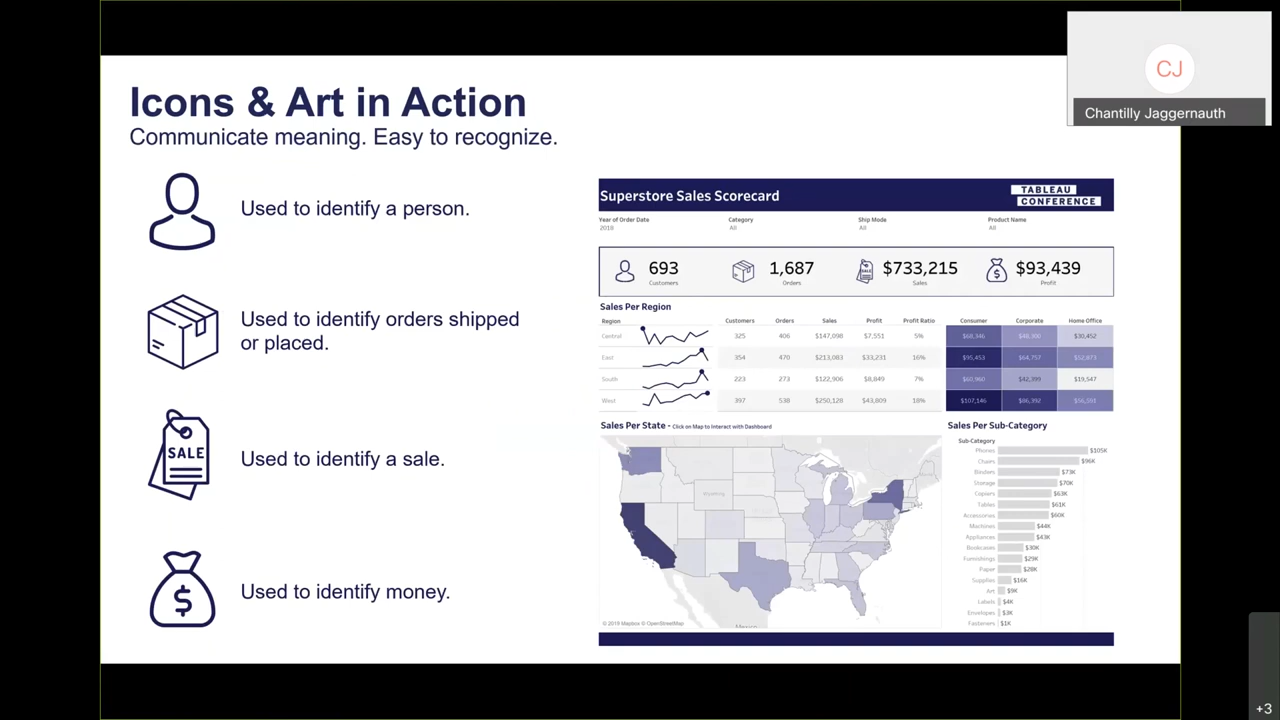 CJ
Chantilly Jaggernauth
Icons & Art in Action
Communicate meaning. Easy to recognize.
Used to identify a person.
Used to identify orders shipped
or placed.
SALE
Used to identify a sale.
$
Used to identify money.
Superstore Sales Scorecard
TABLEAU
CONFERENCE
Year of Order Date Category Ship Mode Product Name
2018 All All All
693 1,687 SALE $733,215 $ $93,439
Customers Orders Sales Profit
Sales Per Region
Region Customers Orders Sales Profit Profit Ratio Consumer Corporate Home Office
Central 325 406 $147,098 $7,551 5% $68,346 $48,300 $30,452
East 354 470 $213,083 $33,231 16% $95,453 $64,757 $52,873
South 223 273 $122,906 $8,849 7% $60,960 $42,399 $19,547
West 397 538 $250,128 $43,809 18% $107,146 $86,392
Sales Per State - Click on Map to Interact with Dashboard
Wyoming
Mexico
© 2019 Mapbox © OpenStreetMap
Sales Per Sub-Category
Sub-Category
Phones $105K
Chairs $96K
Binders $73K
Storage $70K
Copiers $63K
Tables $61K
Accessories $60K
Machines $44K
Appliances $43K
Bookcases $30K
Furnishings $29K
Paper $28K
Supplies $16K
Art $9K
Labels $4K
Envelopes $3K
Fasteners $1K
+3